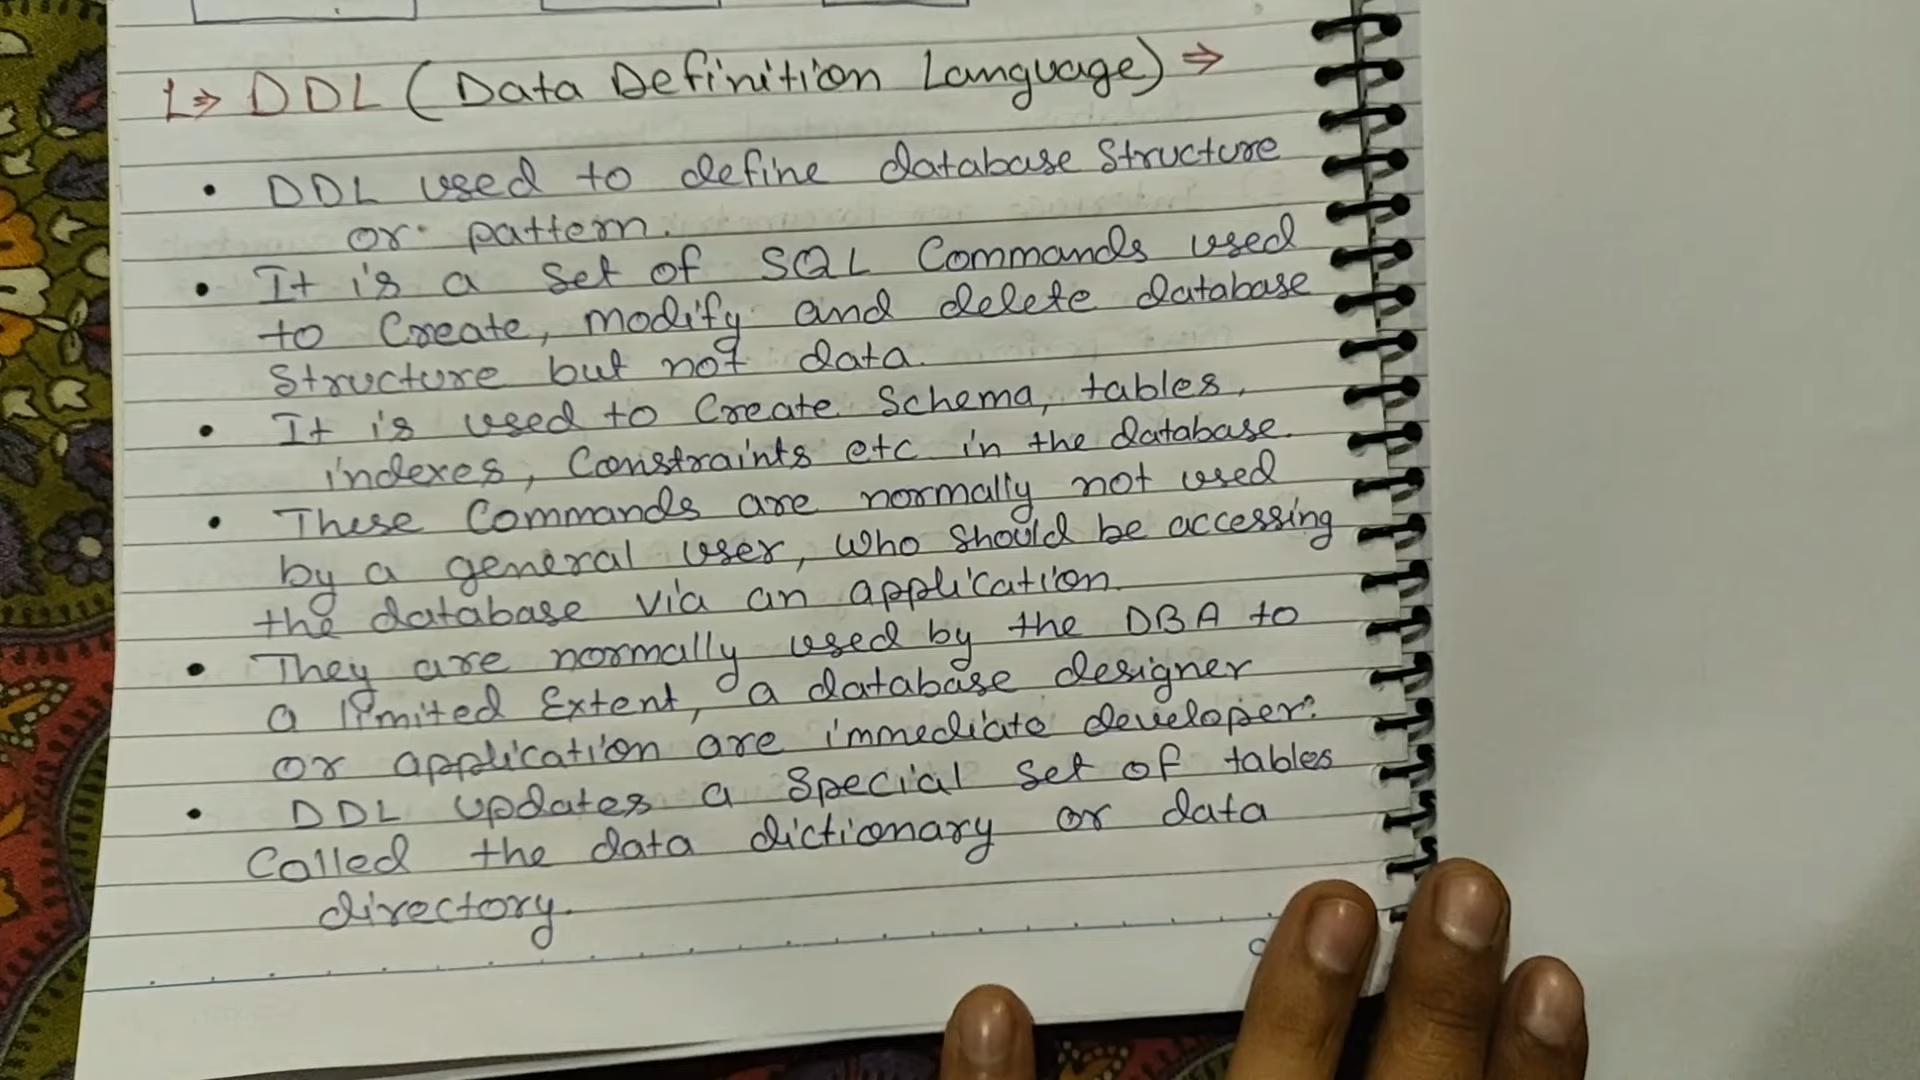 1⇒ DDL (Data Definition Language) ⇒
• DDL used to define database structure
or pattern.
• It is a set of SQL Commands used
to Create, modify and delete database
structure but not data.
• It is used to Create Schema, tables,
indexes, Constraints etc in the database.
• These Commands are normally not used
by a general user, who should be accessing
the database via an application.
• They are normally used by the DBA to
a limited Extent, a database designer
or application are immediate developer.
• DDL updates a special set of tables
Called the data dictionary or data
directory.